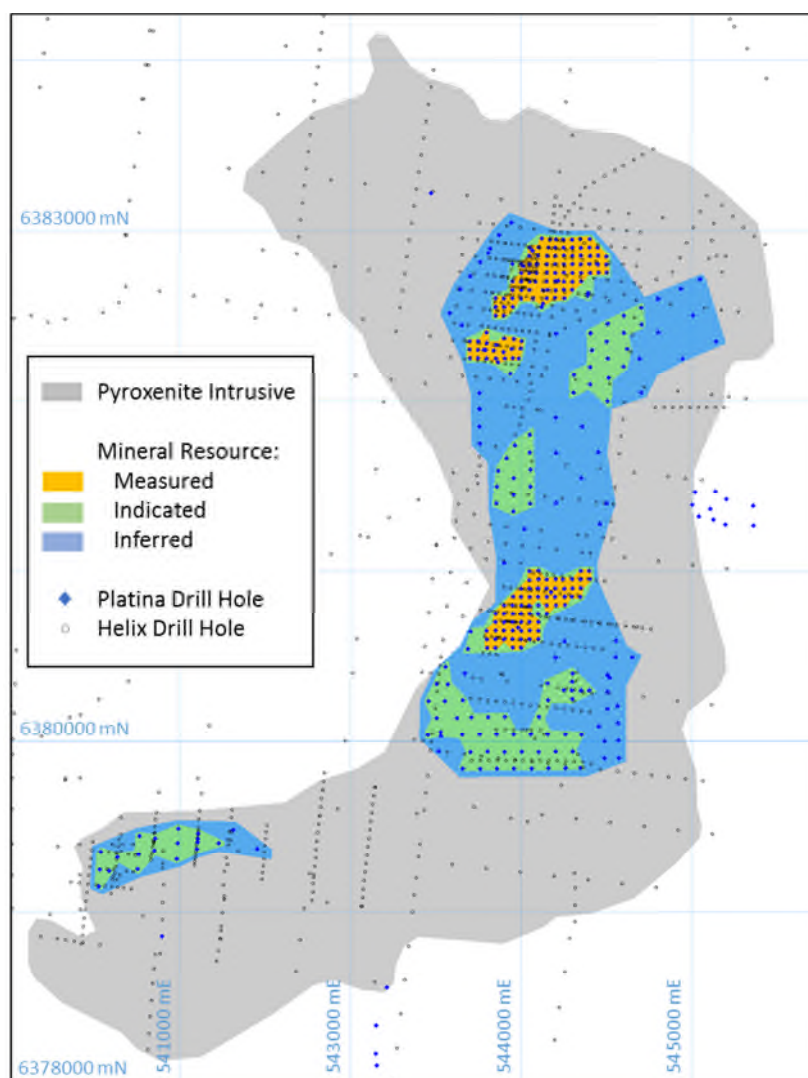 6383000 mN
Pyroxenite Intrusive
Mineral Resource:
Measured
Indicated
Inferred
Platina Drill Hole
Helix Drill Hole
6380000 mN
541000 mE
543000 mE
544000 mE
545000 mE
6378000 mN